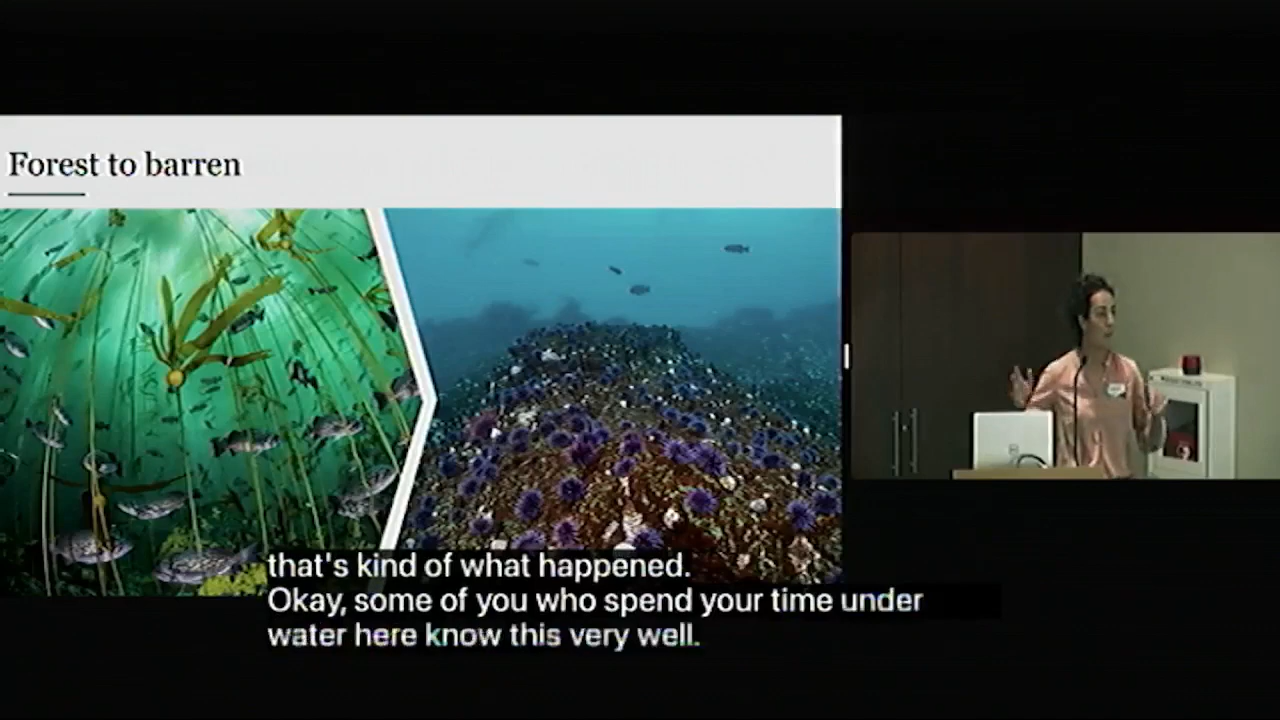 Forest to barren
that's kind of what happened.
Okay, some of you who spend your time under
water here know this very well.